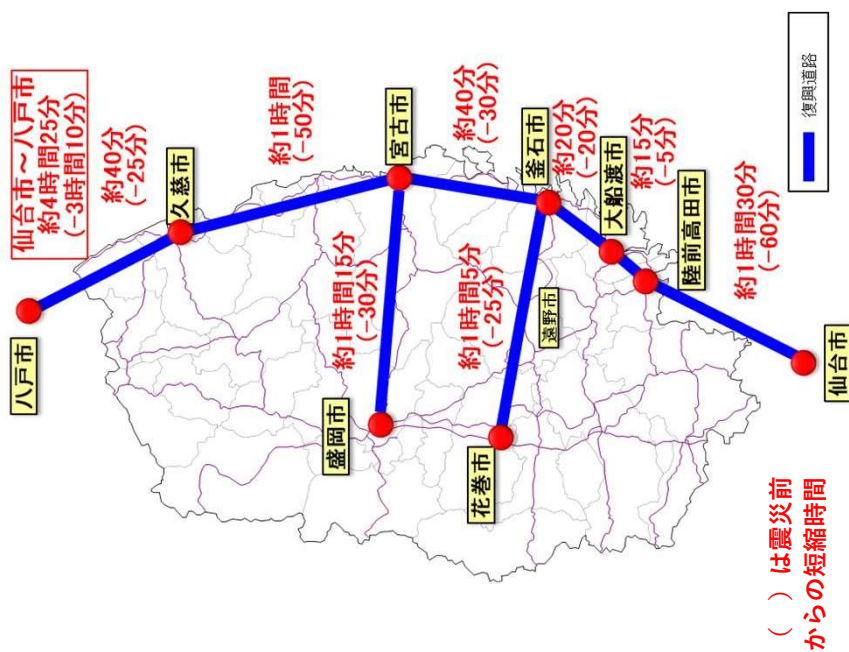 仙台市～八戸市
約4時間25分
(-3時間10分)
八戸市
約40分
(-25分)
久慈市
約1時間
(-50分)
宮古市
約1時間15分
(-30分)
盛岡市
約40分
(-30分)
釜石市
約1時間5分
(-25分)
花巻市
遠野市
約20分
(-20分)
大船渡市
約15分
(-5分)
陸前高田市
約1時間30分
(-60分)
仙台市
復興道路
(　)は震災前
からの短縮時間